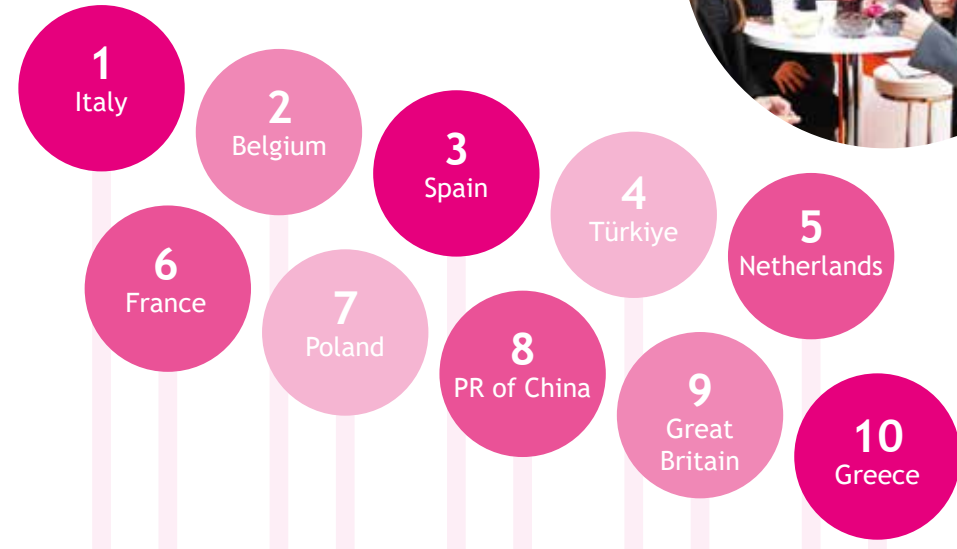 1
Italy
2
Belgium
3
Spain
4
Türkiye
5
Netherlands
6
France
7
Poland
8
PR of China
9
Great
Britain
10
Greece